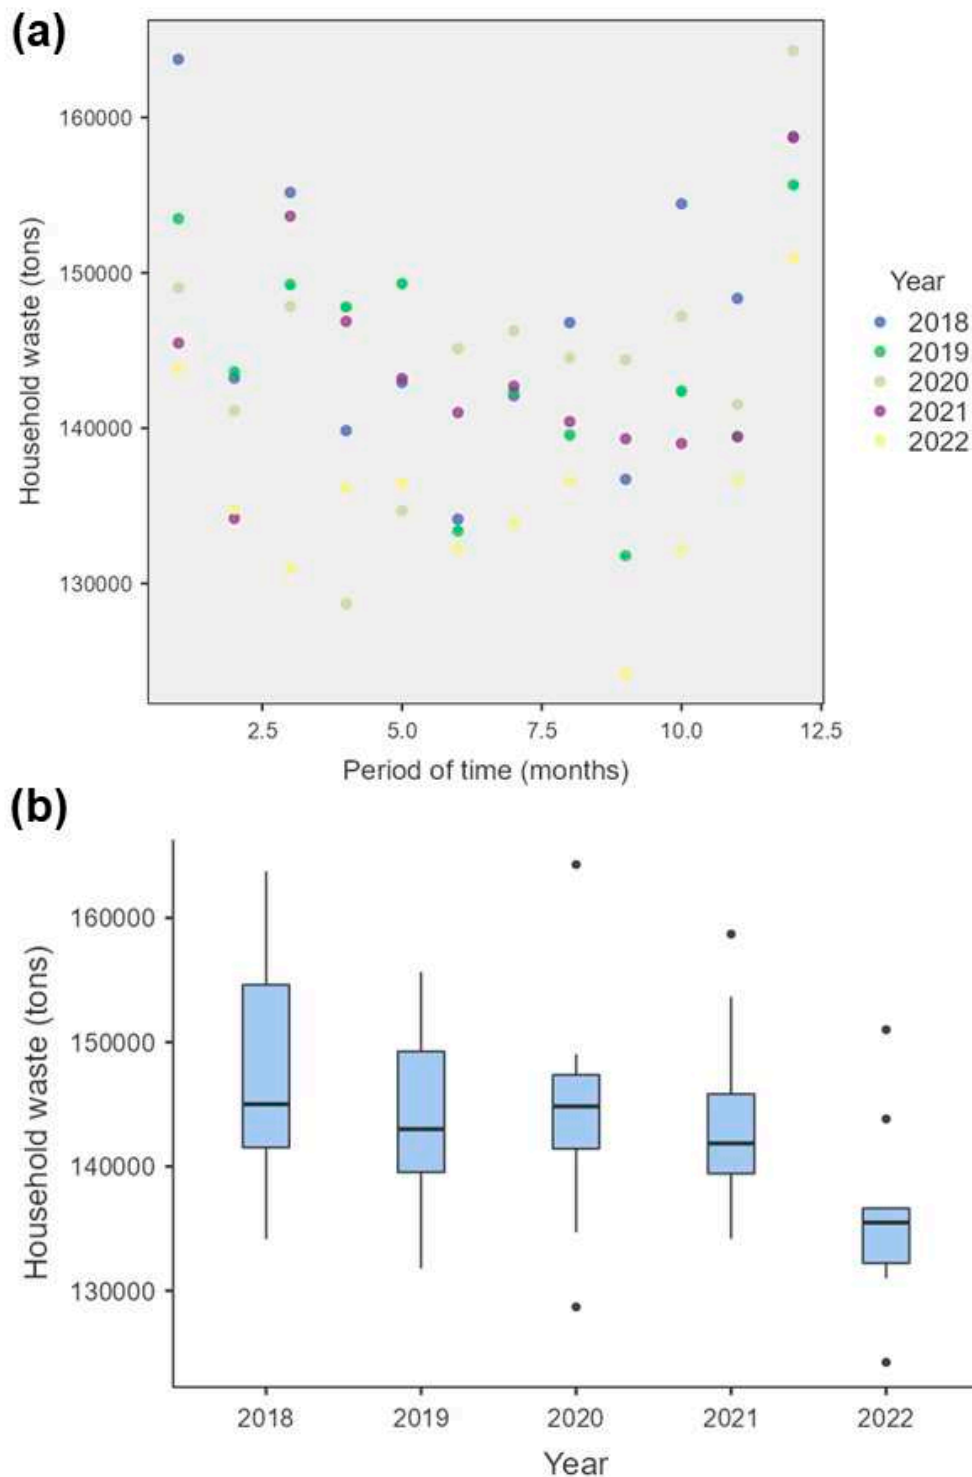 (a)
160000
150000
140000
130000
Household waste (tons)
2.5 5.0 7.5 10.0 12.5
Period of time (months)
Year
2018
2019
2020
2021
2022
(b)
160000
150000
140000
130000
Household waste (tons)
2018 2019 2020 2021 2022
Year